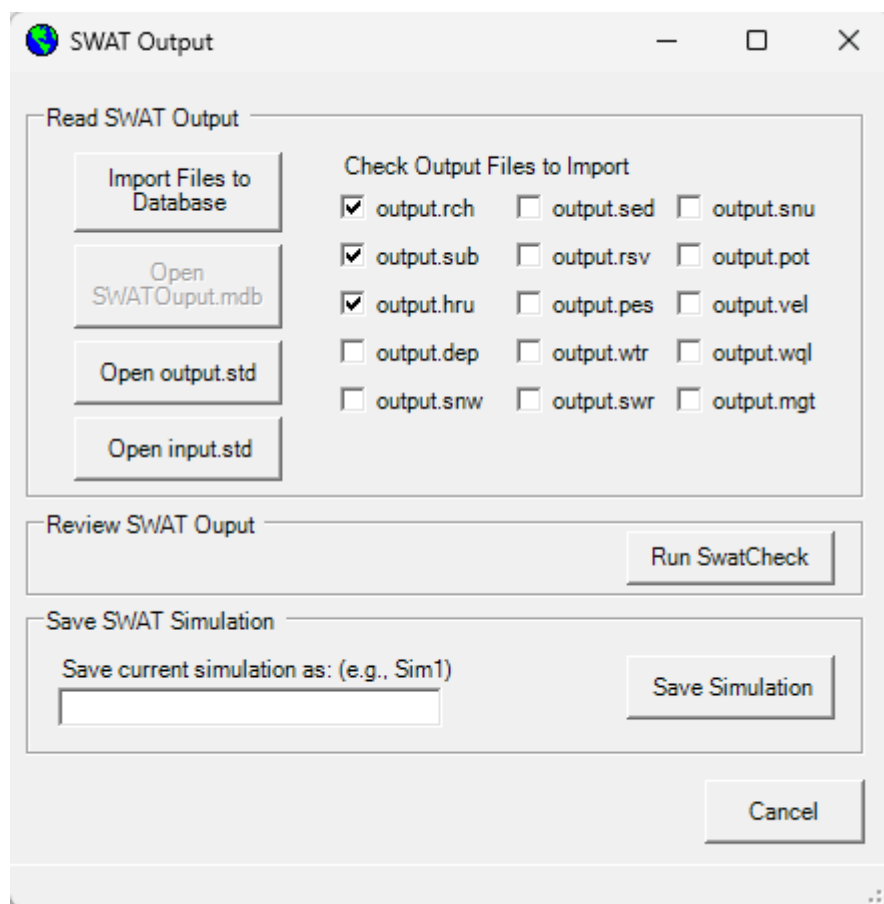 SWAT Output
Read SWAT Output
Import Files to
Database
Open
SWATOuput.mdb
Open output.std
Open input.std
Check Output Files to Import
output.rch output.sed output.snu
output.sub output.rsv output.pot
output.hru output.pes output.vel
output.dep output.wtr output.wql
output.snw output.swr output.mgt
Review SWAT Ouput
Run SwatCheck
Save SWAT Simulation
Save current simulation as: (e.g., Sim1)
Save Simulation
Cancel